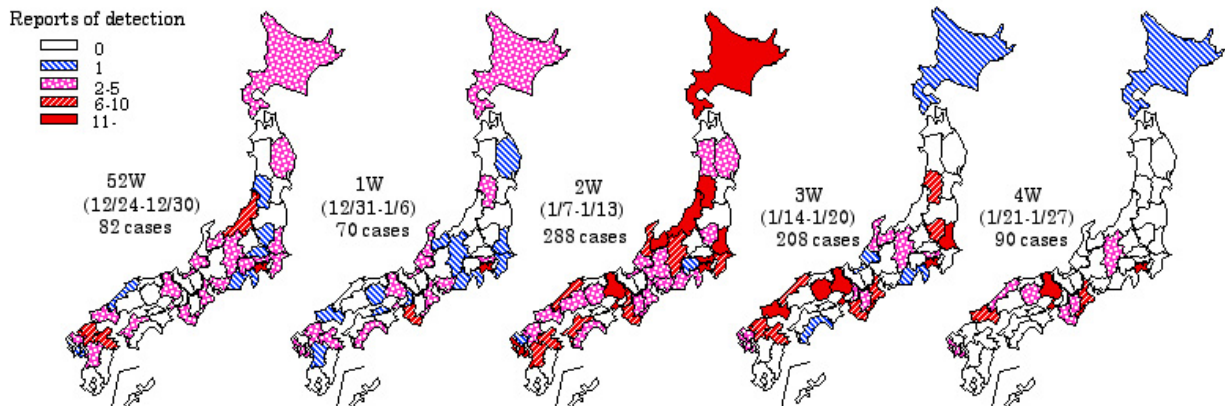 Reports of detection
0
1
2-5
6-10
11-
52W
(12/24-12/30)
82 cases
1W
(12/31-1/6)
70 cases
2W
(1/7-1/13)
288 cases
3W
(1/14-1/20)
208 cases
4W
(1/21-1/27)
90 cases